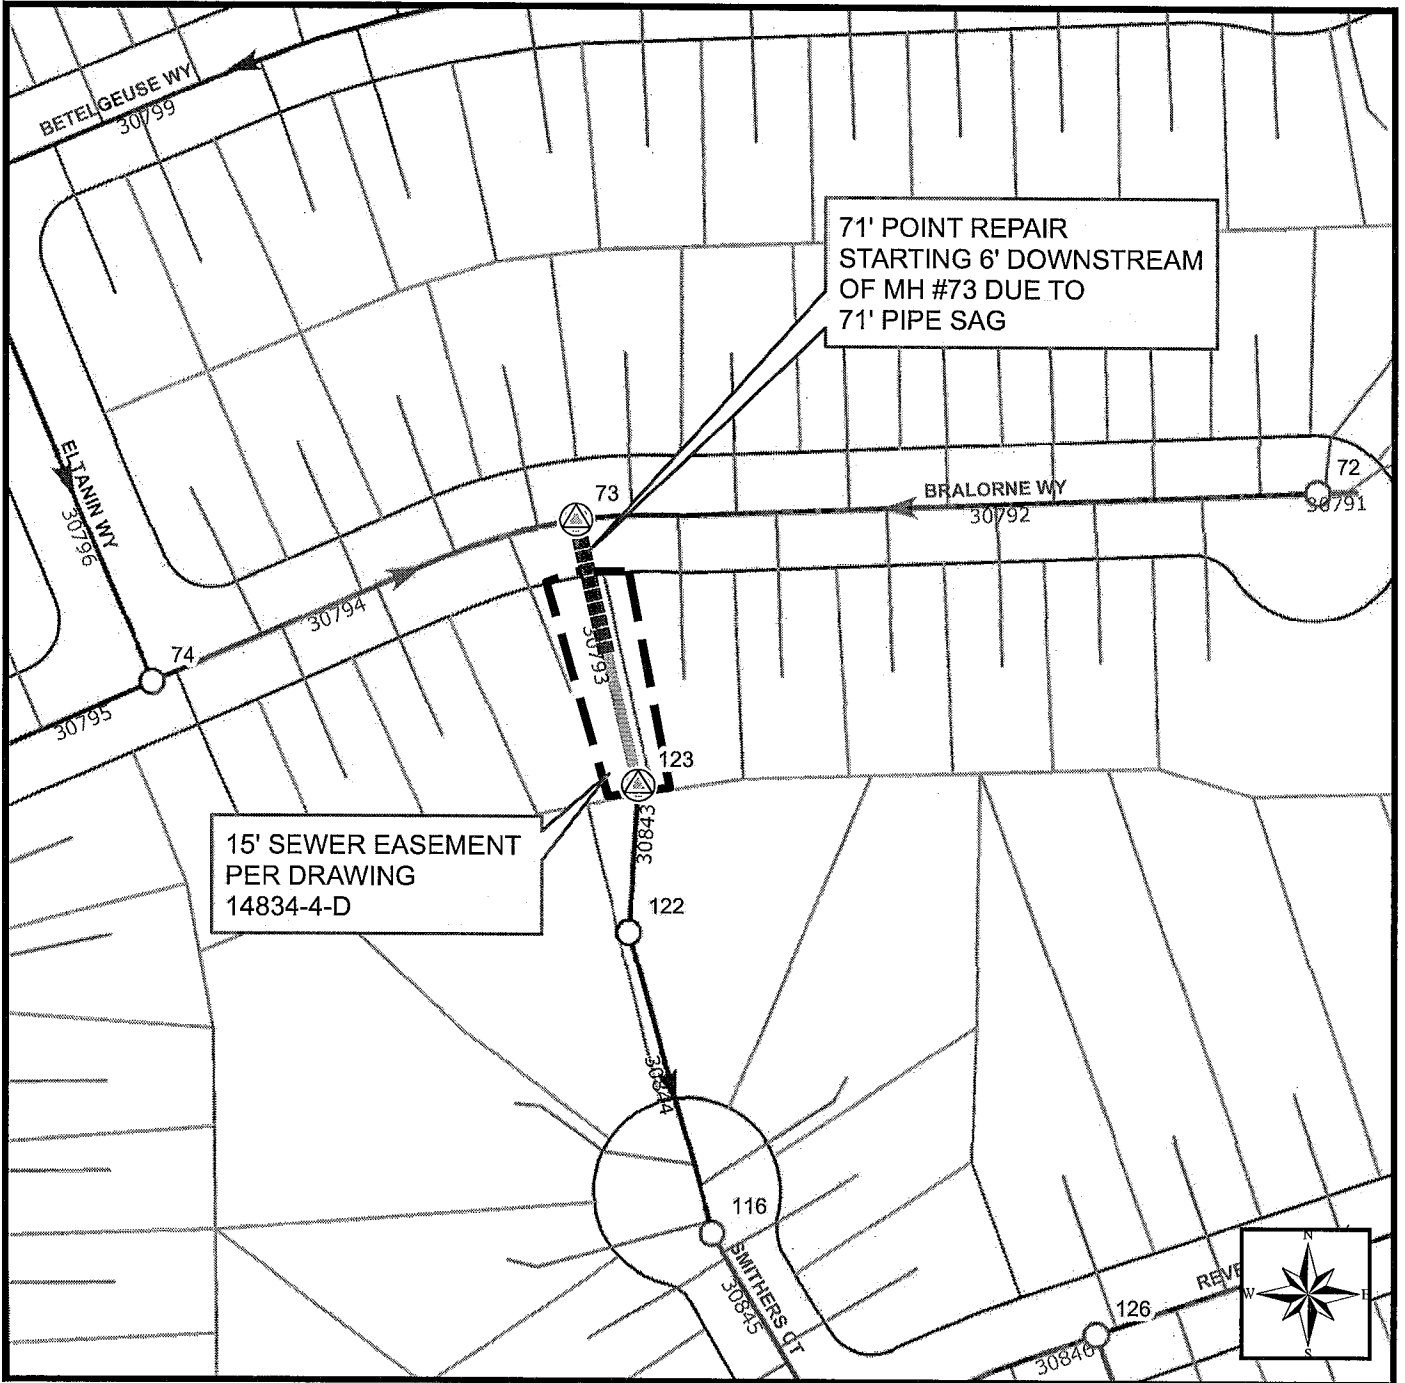 BETELGEUSE WY
30799
71' POINT REPAIR
STARTING 6' DOWNSTREAM
OF MH #73 DUE TO
71' PIPE SAG
ELTANIN WY
30796
73
BRALORNE WY
30792
72
30791
30794
74
30795
30793
123
15' SEWER EASEMENT
PER DRAWING
14834-4-D
30843
122
30844
116
SMITHERS CT
30845
126
30846
N
W
E
S